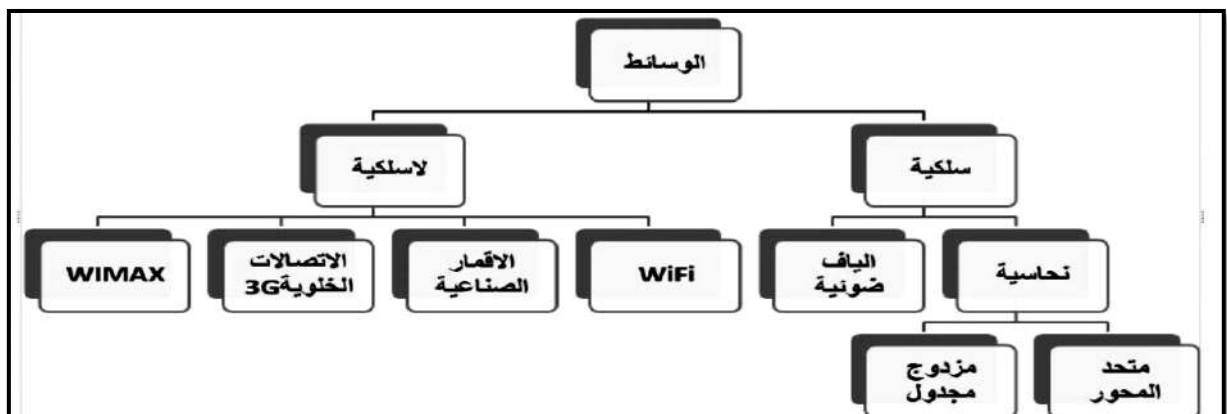 الوسائط
سلكية
لاسلكية
نحاسية
الياف
ضوئية
WiFi
الاقمار
الصناعية
الاتصالات
الخلوية3G
WIMAX
متحد
المحور
مزدوج
مجدول